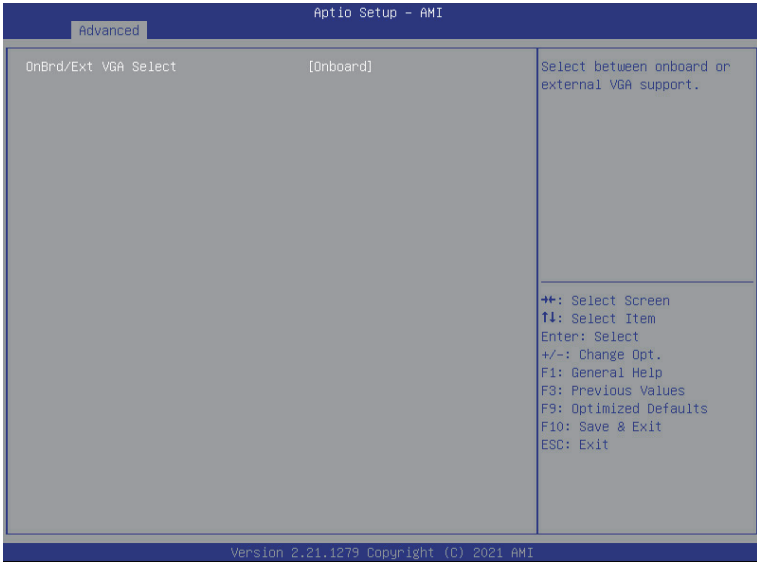 Aptio Setup – AMI
Advanced
OnBrd/Ext VGA Select [Onboard]
Select between onboard or
external VGA support.
→←: Select Screen
↑↓: Select Item
Enter: Select
+/-: Change Opt.
F1: General Help
F3: Previous Values
F9: Optimized Defaults
F10: Save & Exit
ESC: Exit
Version 2.21.1279 Copyright (C) 2021 AMI